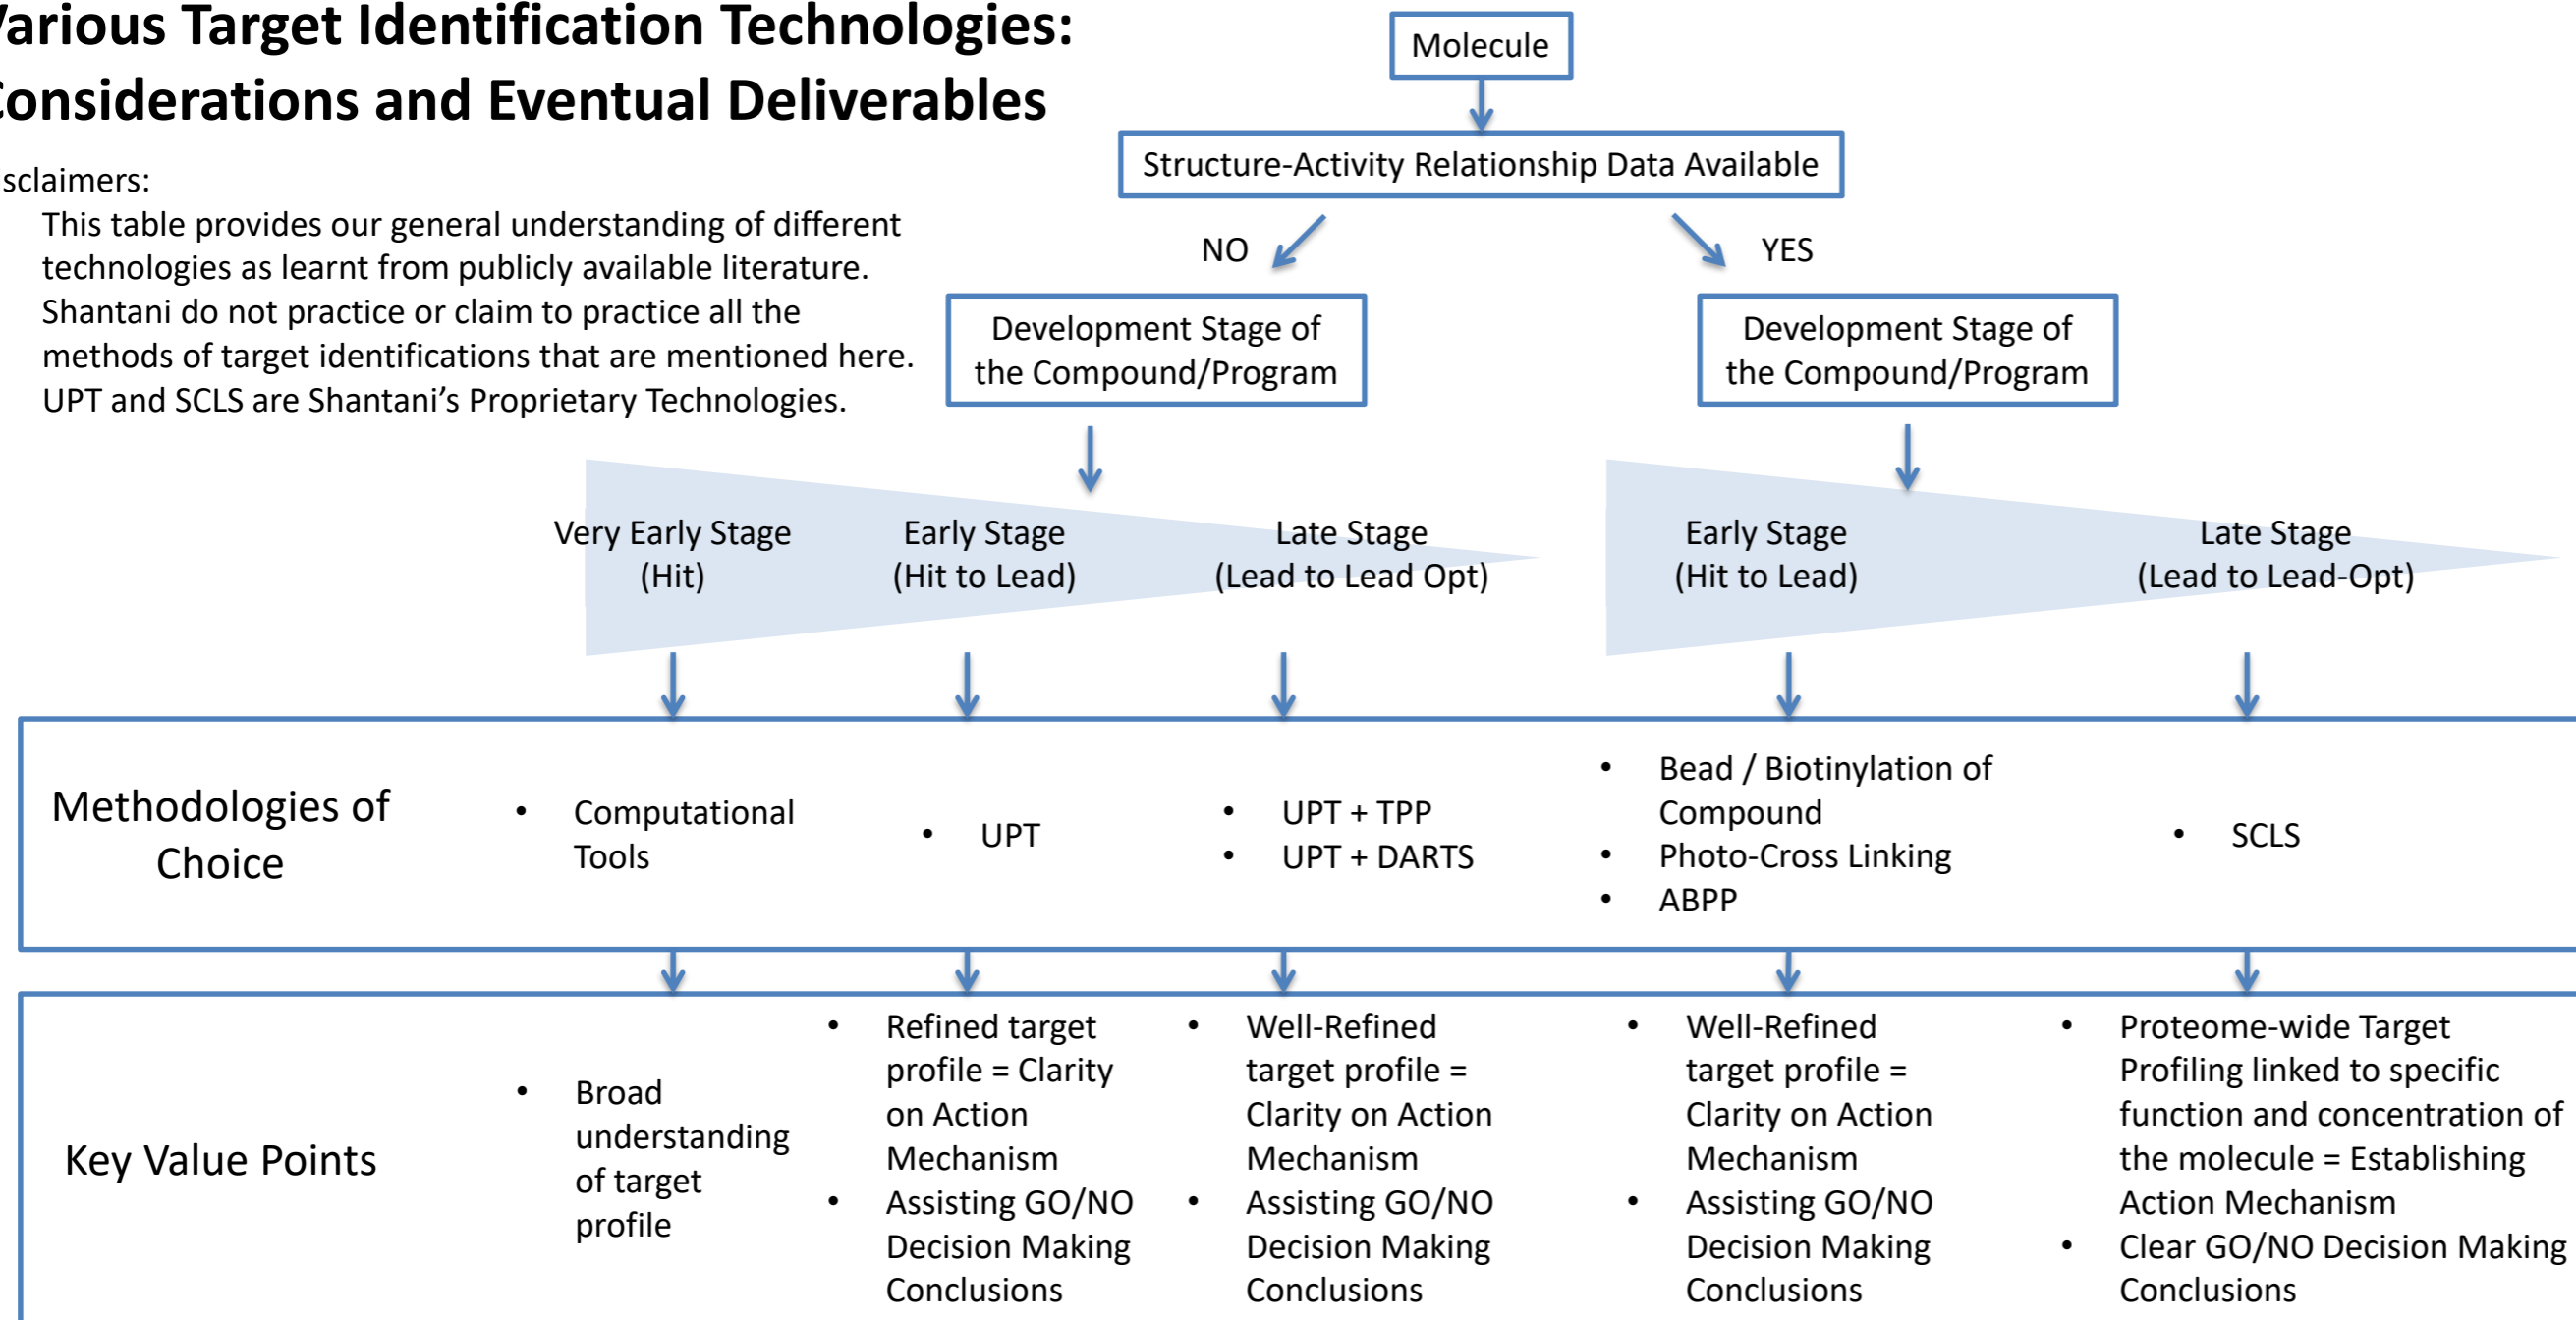 arious Target Identification Technologies:
onsiderations and Eventual Deliverables
sclaimers:
This table provides our general understanding of different
technologies as learnt from publicly available literature.
Shantani do not practice or claim to practice all the
methods of target identifications that are mentioned here.
UPT and SCLS are Shantani's Proprietary Technologies.
Molecule
Structure-Activity Relationship Data Available
NO
YES
Development Stage of
the Compound/Program
Development Stage of
the Compound/Program
Very Early Stage
(Hit)
Early Stage
(Hit to Lead)
Late Stage
(Lead to Lead Opt)
Early Stage
(Hit to Lead)
Late Stage
(Lead to Lead-Opt)
Methodologies of
Choice
• Computational
Tools
• UPT
• UPT + TPP
• UPT + DARTS
• Bead / Biotinylation of
Compound
• Photo-Cross Linking
• ABPP
• SCLS
Key Value Points
• Broad
understanding
of target
profile
• Refined target
profile = Clarity
on Action
Mechanism
• Assisting GO/NO
Decision Making
Conclusions
• Well-Refined
target profile =
Clarity on Action
Mechanism
• Assisting GO/NO
Decision Making
Conclusions
• Well-Refined
target profile =
Clarity on Action
Mechanism
• Assisting GO/NO
Decision Making
Conclusions
• Proteome-wide Target
Profiling linked to specific
function and concentration of
the molecule = Establishing
Action Mechanism
• Clear GO/NO Decision Making
Conclusions